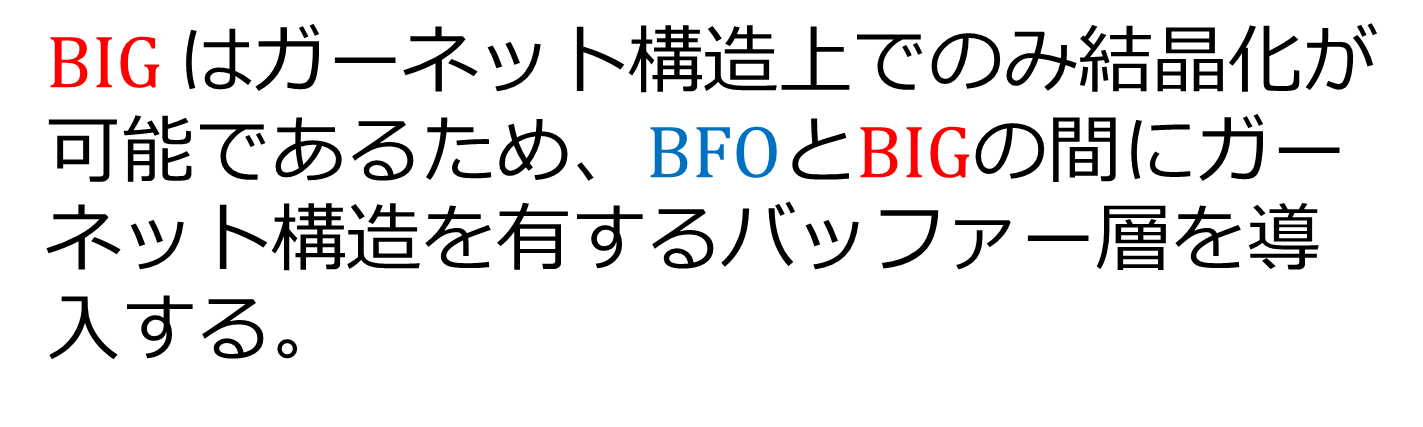 BIG はガーネット構造上でのみ結晶化が
可能であるため、BFOとBIGの間にガー
ネット構造を有するバッファー層を導
入する。